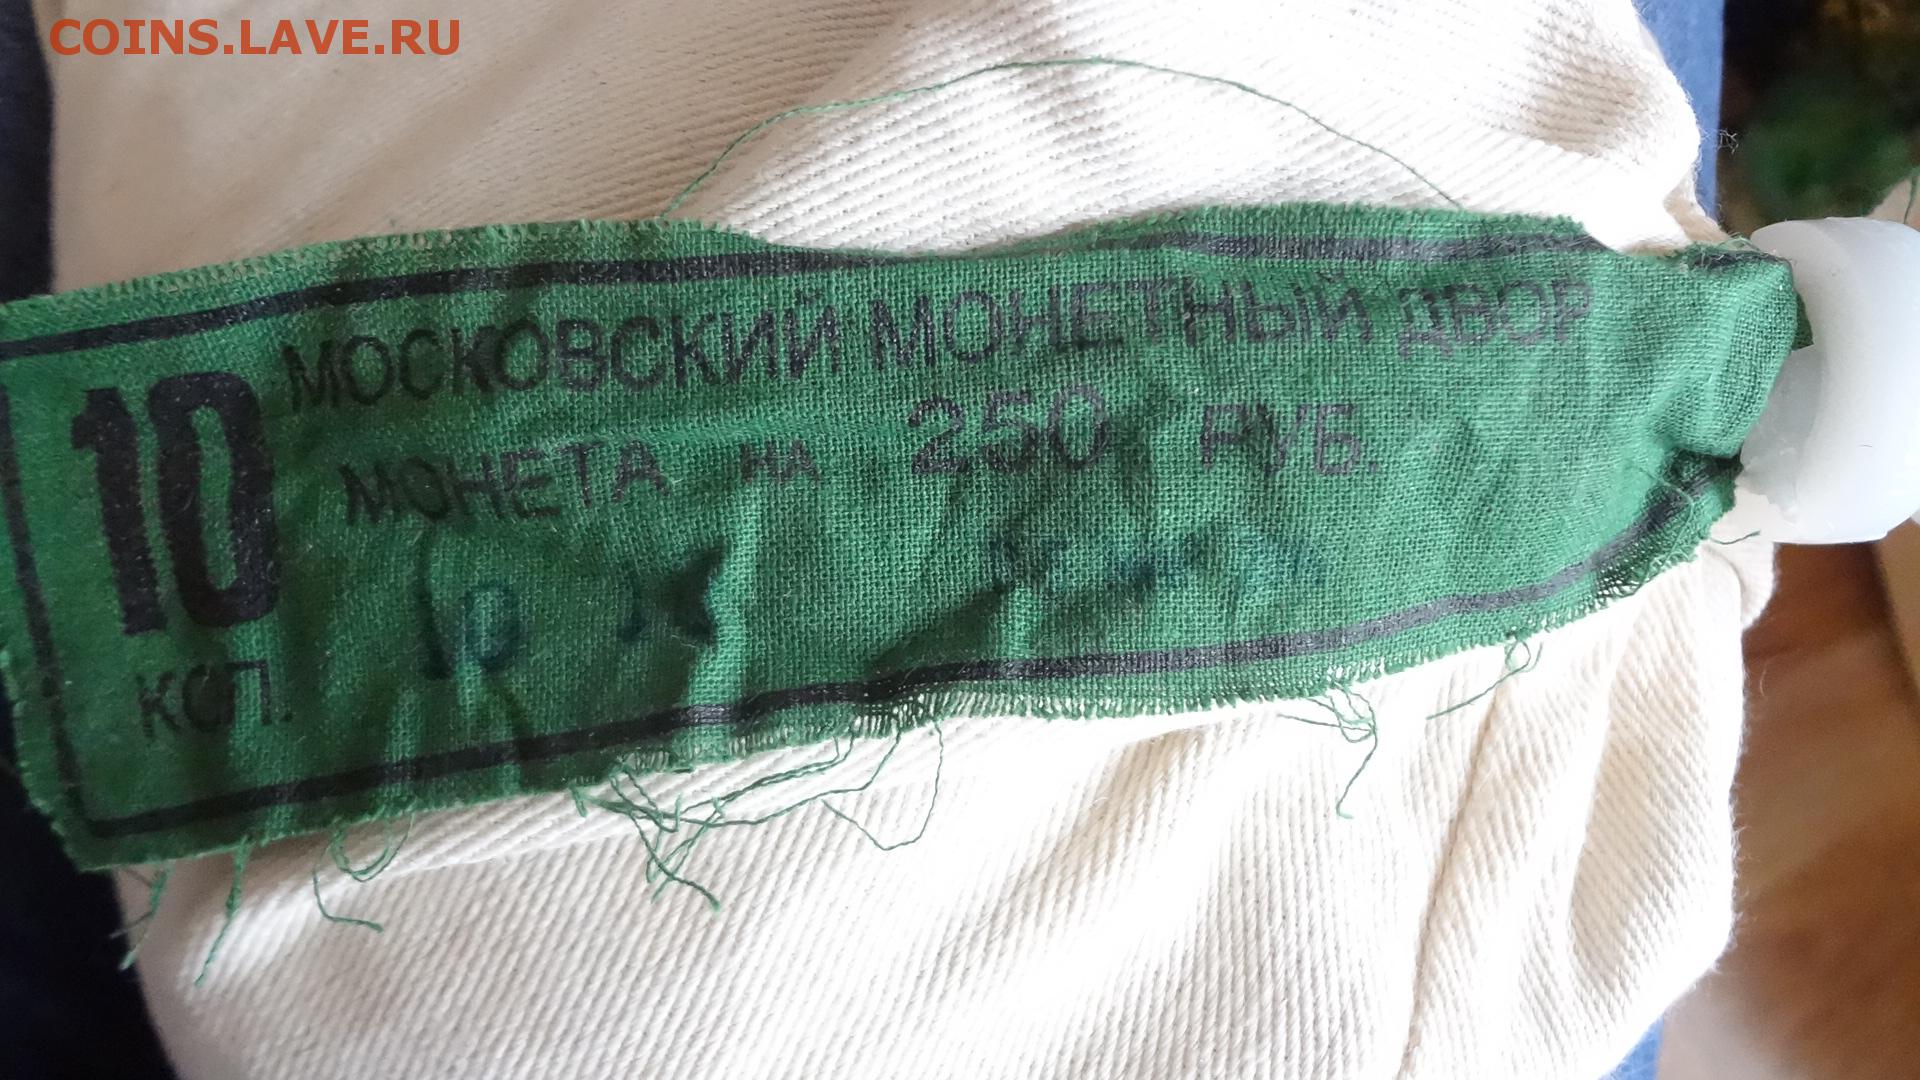 COINS.LAVE.RU
МОСКОВСКИЙ МОНЕТНЫЙ ДВОР
10 МОНЕТА НА 250 РУБ.
КОП.